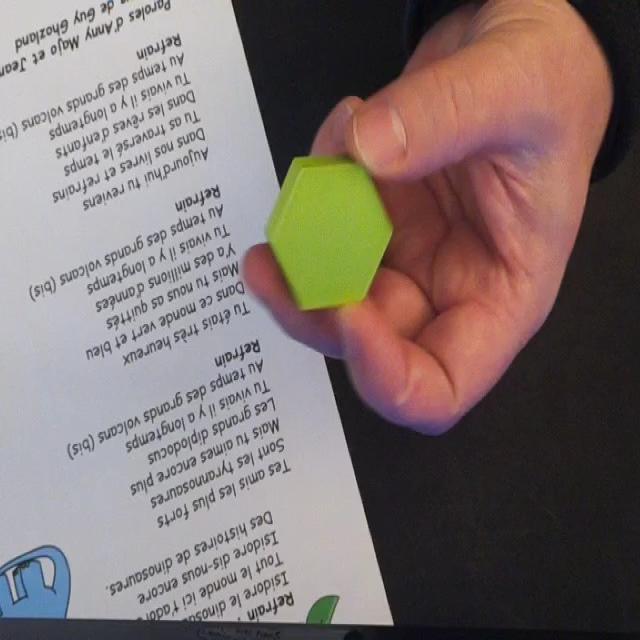 Refrain
Isidore le
Tout le monde ici
Isidore dis-nous encore
Des histoires de dinosaures.
Tes amis les plus forts
Sont les tyrannosaures
Mais tu aimes encore plus
Les grands diplodocus
Tu vivais il y a longtemps
Au temps des grands volcans (bis)
Refrain
Tu étais très heureux
Dans ce monde vert et bleu
Mais tu nous as quittés
Y'a des millions d'années
Tu vivais il y a longtemps
Au temps des grands volcans (bis)
Refrain
Aujourd'hu tu reviens
Dans nos livres et refrains
Tu as traversé le temps
Dans les rêves d'enfants
Tu vivais il y a longtemps
Au temps des grands volcans (bis)
Refrain
Paroles d'Anny Majo et Jean
de Guy Ghozland